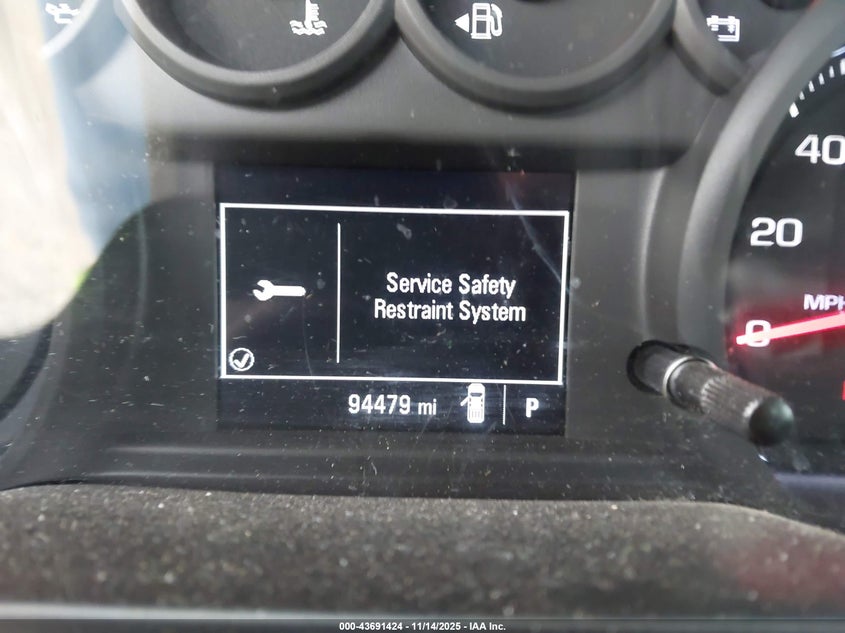 40
20
Service Safety
Restraint System
MPH
0
94479 mi
P
000-43691424 - 11/14/2025 - IAA Inc.